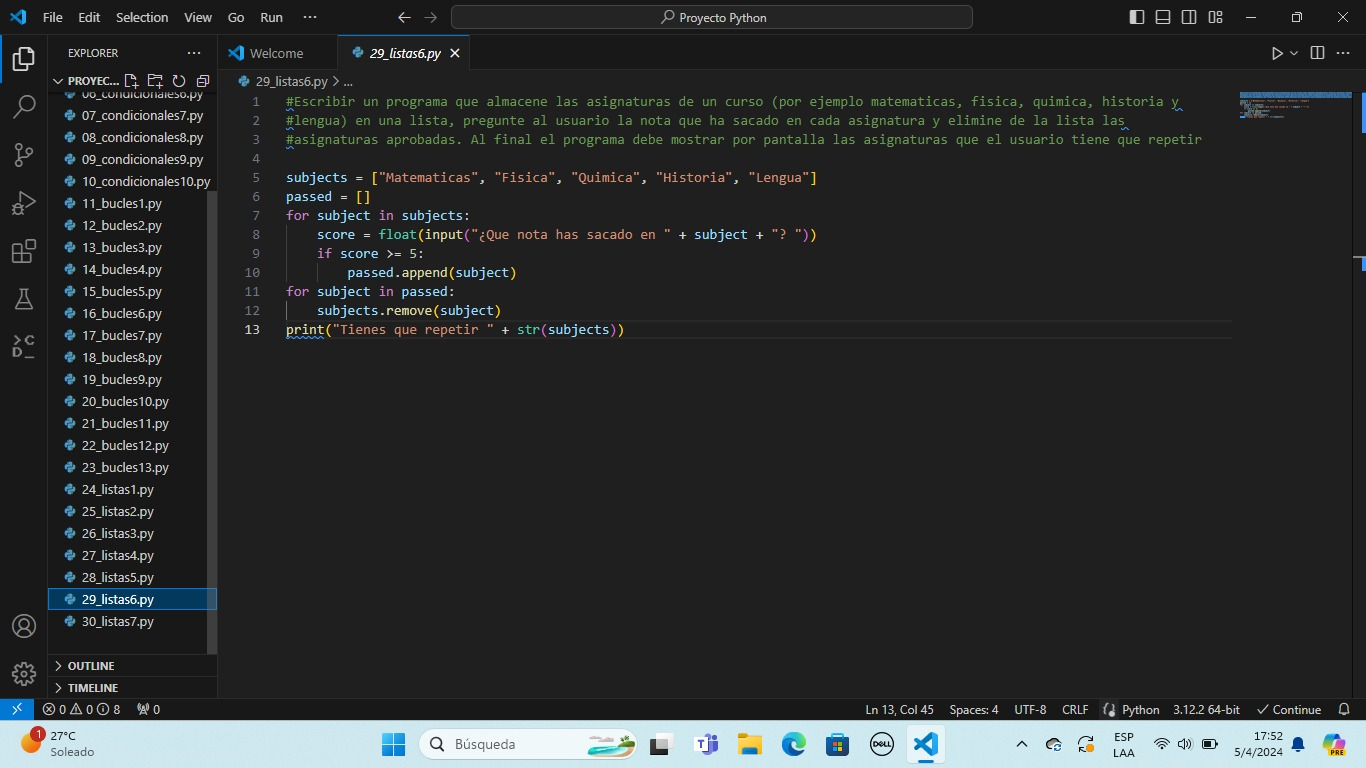 File Edit Selection View Go Run ··· Proyecto Python
EXPLORER ···
Welcome
29_listas6.py
PROYEC...
29_listas6.py > ...
06_condicionales6.py
07_condicionales7.py
08_condicionales8.py
09_condicionales9.py
10_condicionales10.py
11_bucles1.py
12_bucles2.py
13_bucles3.py
14_bucles4.py
15_bucles5.py
16_bucles6.py
17_bucles7.py
18_bucles8.py
19_bucles9.py
20_bucles10.py
21_bucles11.py
22_bucles12.py
23_bucles13.py
24_listas1.py
25_listas2.py
26_listas3.py
27_listas4.py
28_listas5.py
29_listas6.py
30_listas7.py
OUTLINE
TIMELINE
1 #Escribir un programa que almacene las asignaturas de un curso (por ejemplo matematicas, fisica, quimica, historia y
2 #lengua) en una lista, pregunte al usuario la nota que ha sacado en cada asignatura y elimine de la lista las
3 #asignaturas aprobadas. Al final el programa debe mostrar por pantalla las asignaturas que el usuario tiene que repetir
4
5 subjects = ["Matematicas", "Fisica", "Quimica", "Historia", "Lengua"]
6 passed = []
7 for subject in subjects:
8 score = float(input("¿Que nota has sacado en " + subject + "? "))
9 if score >= 5:
10 passed.append(subject)
11 for subject in passed:
12 subjects.remove(subject)
13 print("Tienes que repetir " + str(subjects))
0 0 8 0 Ln 13, Col 45 Spaces: 4 UTF-8 CRLF Python 3.12.2 64-bit Continue
1 27°C
Soleado
Búsqueda
DELL
ESP
LAA
17:52
5/4/2024
PRE